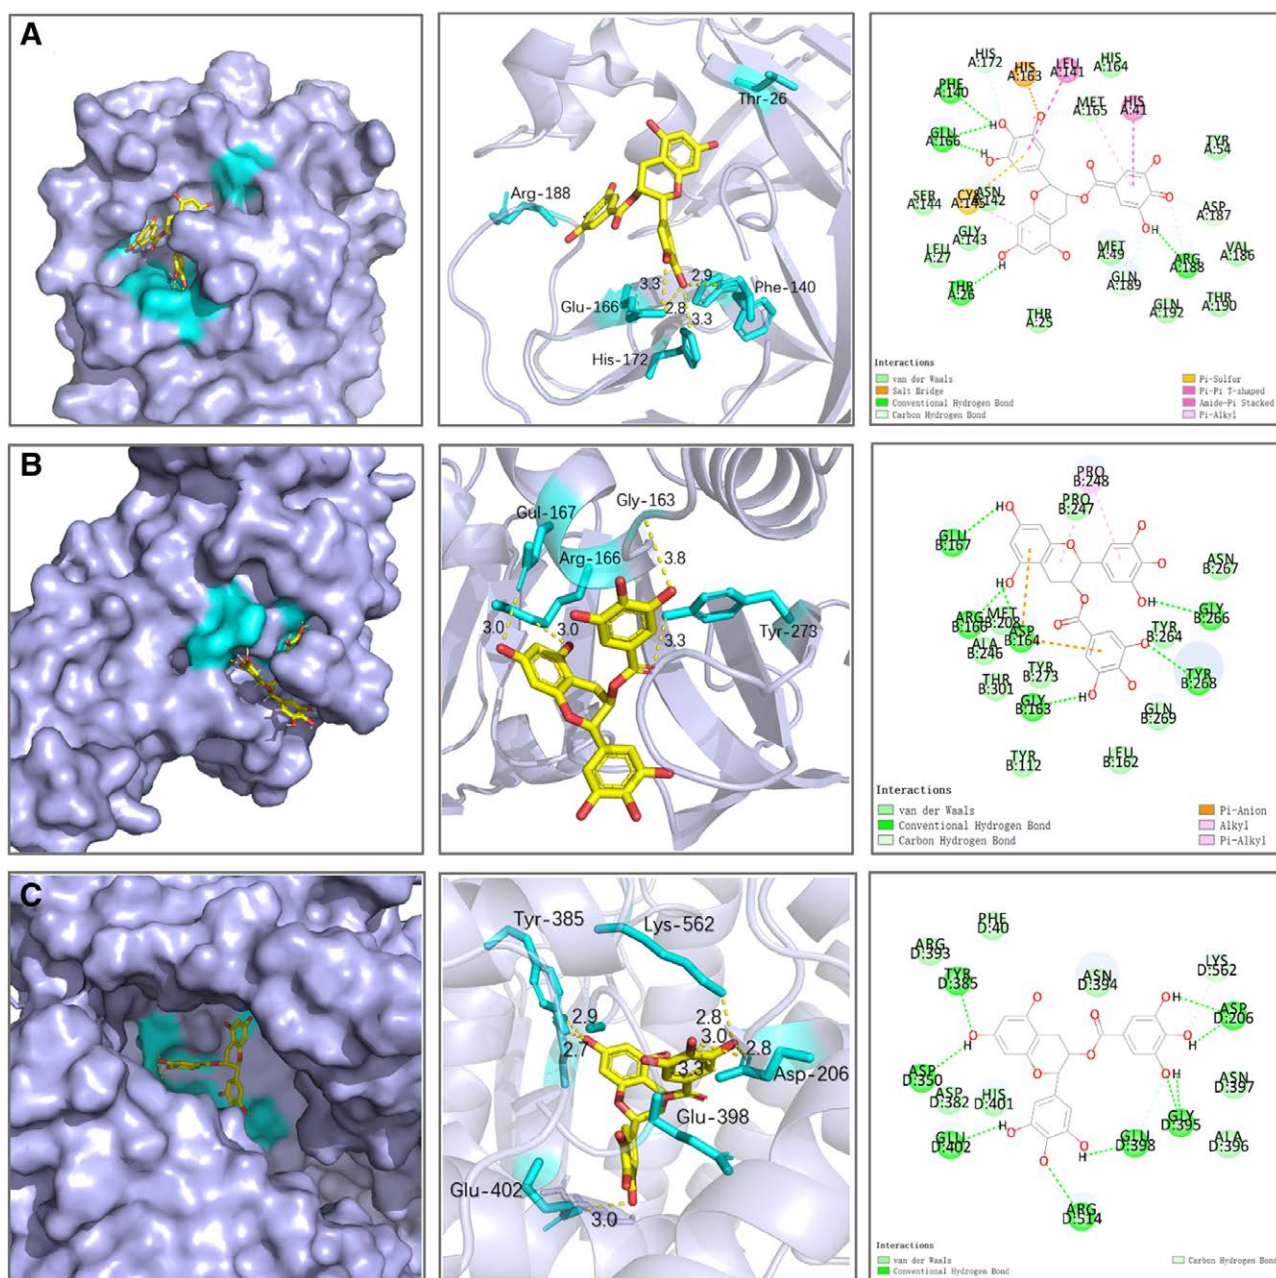 A
Thr-26
Arg-188
3.3
2.9
Glu-166
2.8
Phe-140
3.3
His-172
HIS
A:172
HIS
A:163
LEU
A:141
HIS
A:164
PHE
A:140
MET
A:165
HIS
A:41
GLU
A:166
TYR
A:54
SER
A:144
CYS
A:145
ASN
A:142
ASP
A:187
GLY
A:143
LEU
A:27
MET
A:49
ARG
A:188
VAL
A:186
THR
A:26
GLN
A:189
GLN
A:192
THR
A:190
THR
A:25
Interactions
van der Waals
Salt Bridge
Conventional Hydrogen Bond
Carbon Hydrogen Bond
Pi-Sulfur
Pi-Pi T-shaped
Amide-Pi Stacked
Pi-Alkyl
B
Gly-163
Gul-167
Arg-166
3.8
3.0
3.0
3.3
Tyr-273
PRO
B:248
PRO
B:247
GLU
B:167
ASN
B:267
ARG
B:166
MET
B:208
ASP
B:164
GLY
B:266
TYR
B:264
ALA
B:246
TYR
B:273
THR
B:301
TYR
B:268
GLY
B:163
GLN
B:269
TYR
B:112
LEU
B:162
Interactions
van der Waals
Conventional Hydrogen Bond
Carbon Hydrogen Bond
Pi-Anion
Alkyl
Pi-Alkyl
C
Tyr-385
Lys-562
2.9
2.8
3.0
2.7
2.8
3.3
Asp-206
Glu-398
Glu-402
3.0
PHE
D:40
ARG
D:393
TYR
D:385
ASN
D:394
LYS
D:562
ASP
D:206
ASP
D:350
ASP
D:382
HIS
D:401
ASN
D:397
GLU
D:402
GLU
D:398
GLY
D:395
ALA
D:396
ARG
D:514
Interactions
van der Waals
Conventional Hydrogen Bond
Carbon Hydrogen Bond